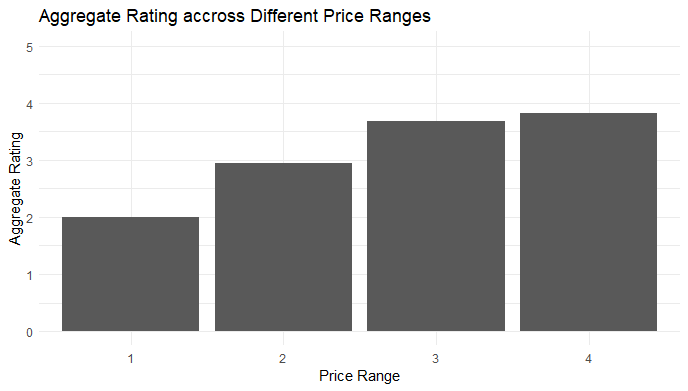 Aggregate Rating accross Different Price Ranges
5
4
3
2
1
0
Aggregate Rating
1 2 3 4
Price Range